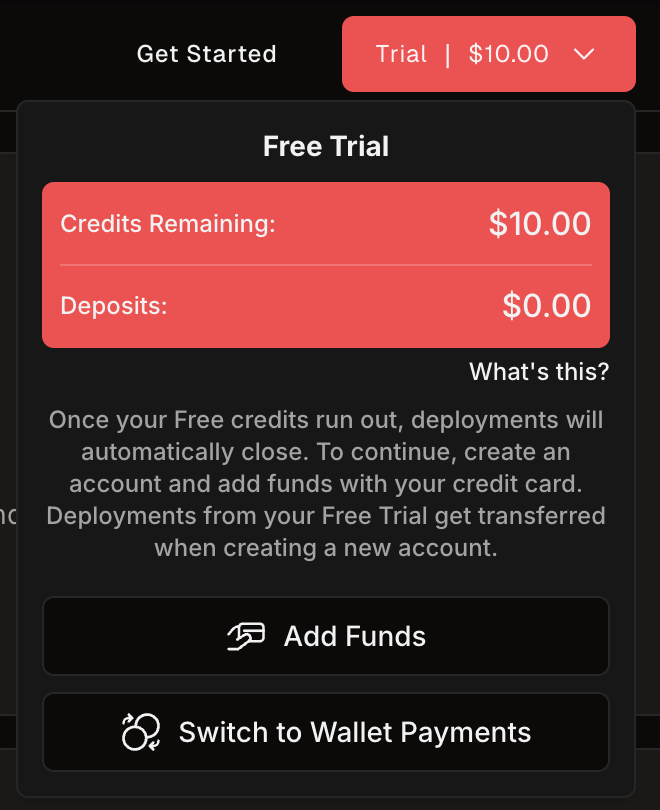 Get Started
Trial | $10.00
Free Trial
Credits Remaining: $10.00
Deposits: $0.00
What's this?
Once your Free credits run out, deployments will
automatically close. To continue, create an
account and add funds with your credit card.
Deployments from your Free Trial get transferred
when creating a new account.
Add Funds
Switch to Wallet Payments